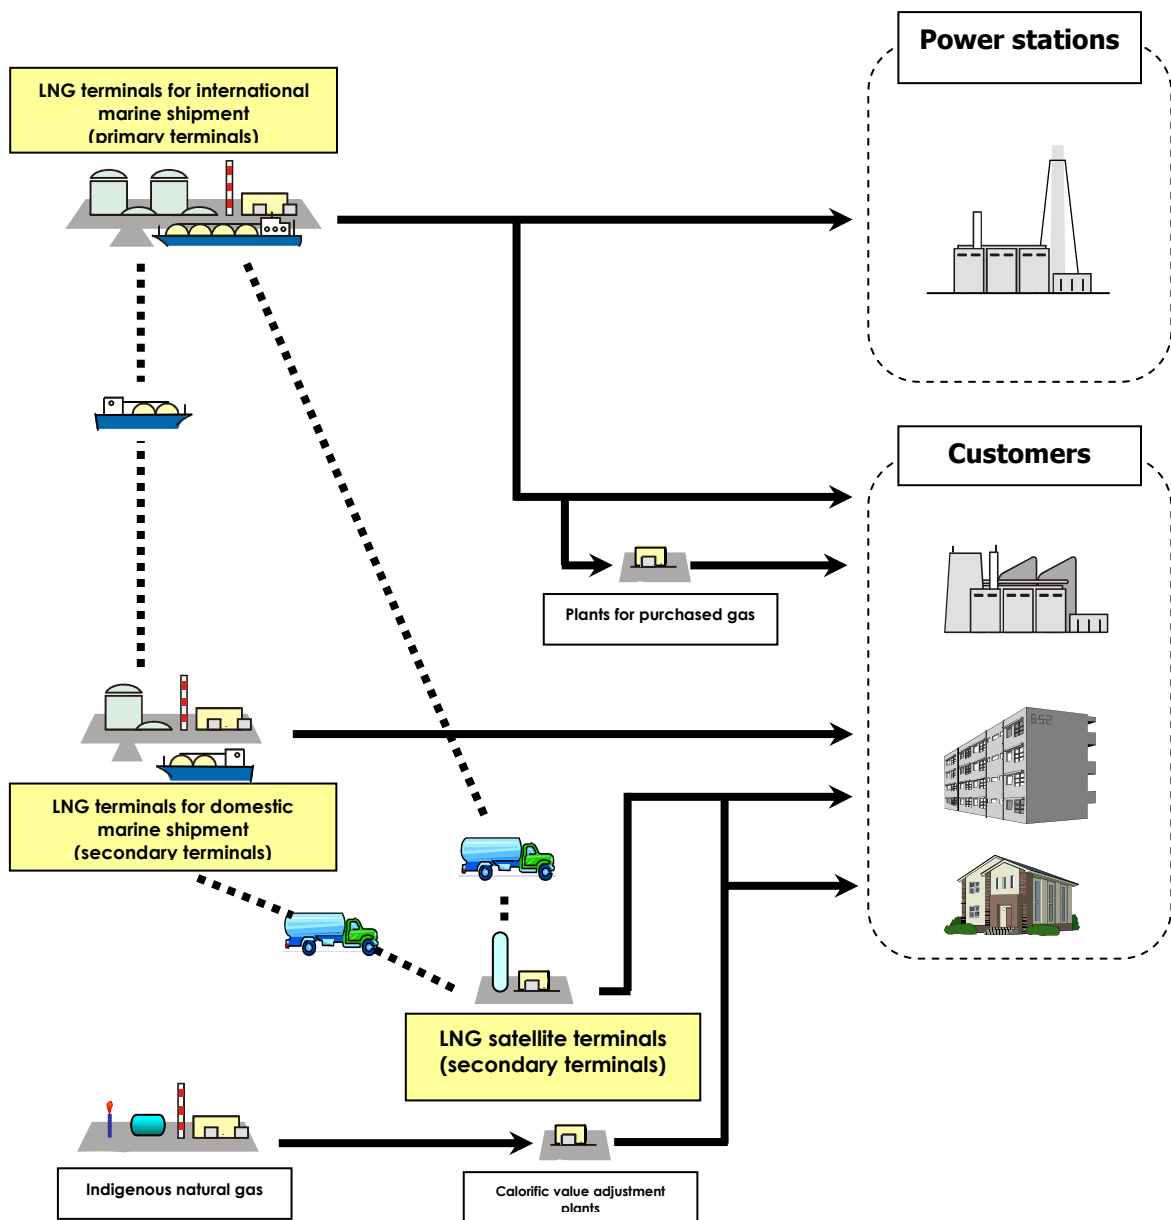 Power stations
LNG terminals for international
marine shipment
(primary terminals)
Customers
Plants for purchased gas
652
LNG terminals for domestic
marine shipment
(secondary terminals)
LNG satellite terminals
(secondary terminals)
Indigenous natural gas
Calorific value adjustment
plants